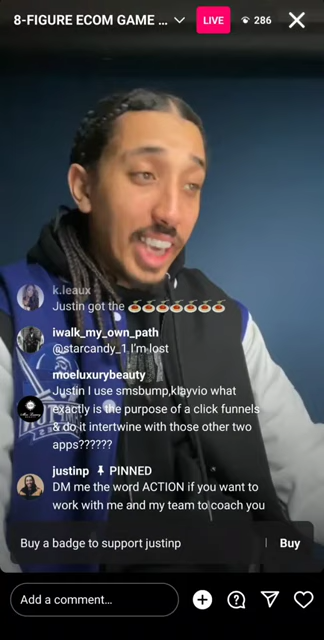 8-FIGURE ECOM GAME ...
LIVE
286
k.leaux
Justin got the 🍝🍝🍝🍝🍝🍝🍝
iwalk_my_own_path
@starcandy_1 I'm lost
moeluxurybeauty
Justin I use smsbump,klayvio what
exactly is the purpose of a click funnels
& do it intertwine with those other two
apps??????
justinp PINNED
DM me the word ACTION if you want to
work with me and my team to coach you
Buy a badge to support justinp
Buy
Add a comment...